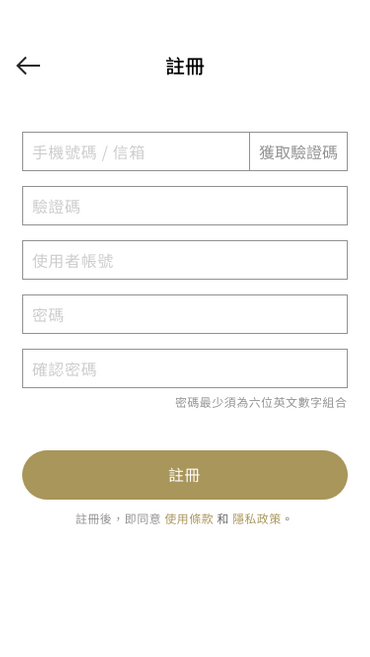 註冊
手機號碼 / 信箱 獲取驗證碼
驗證碼
使用者帳號
密碼
確認密碼
密碼最少須為六位英文數字組合
註冊
註冊後，即同意 使用條款 和 隱私政策。